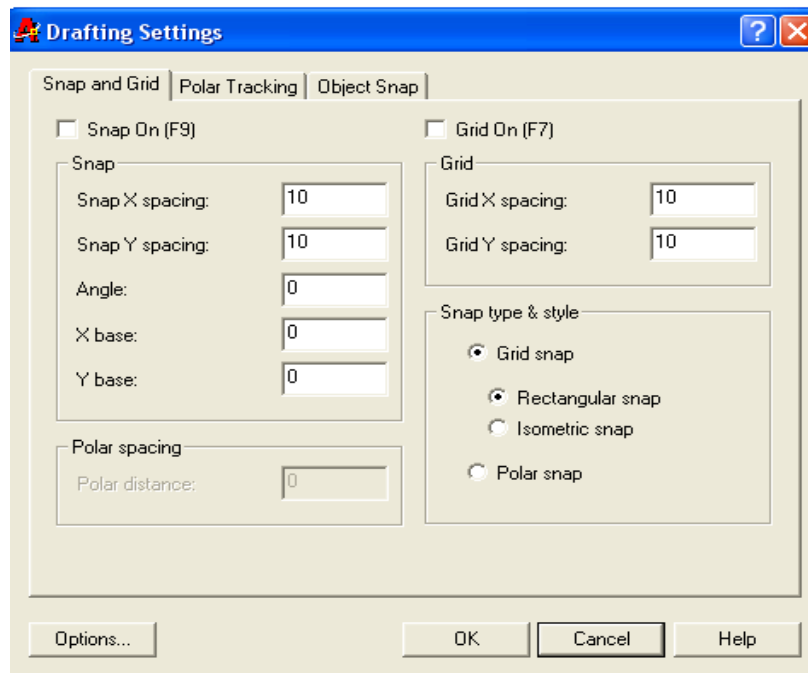 Drafting Settings
Snap and Grid Polar Tracking Object Snap
Snap On (F9)
Grid On (F7)
Snap
Snap X spacing: 10
Snap Y spacing: 10
Angle: 0
X base: 0
Y base: 0
Polar spacing
Polar distance: 0
Grid
Grid X spacing: 10
Grid Y spacing: 10
Snap type & style
Grid snap
Rectangular snap
Isometric snap
Polar snap
Options... OK Cancel Help